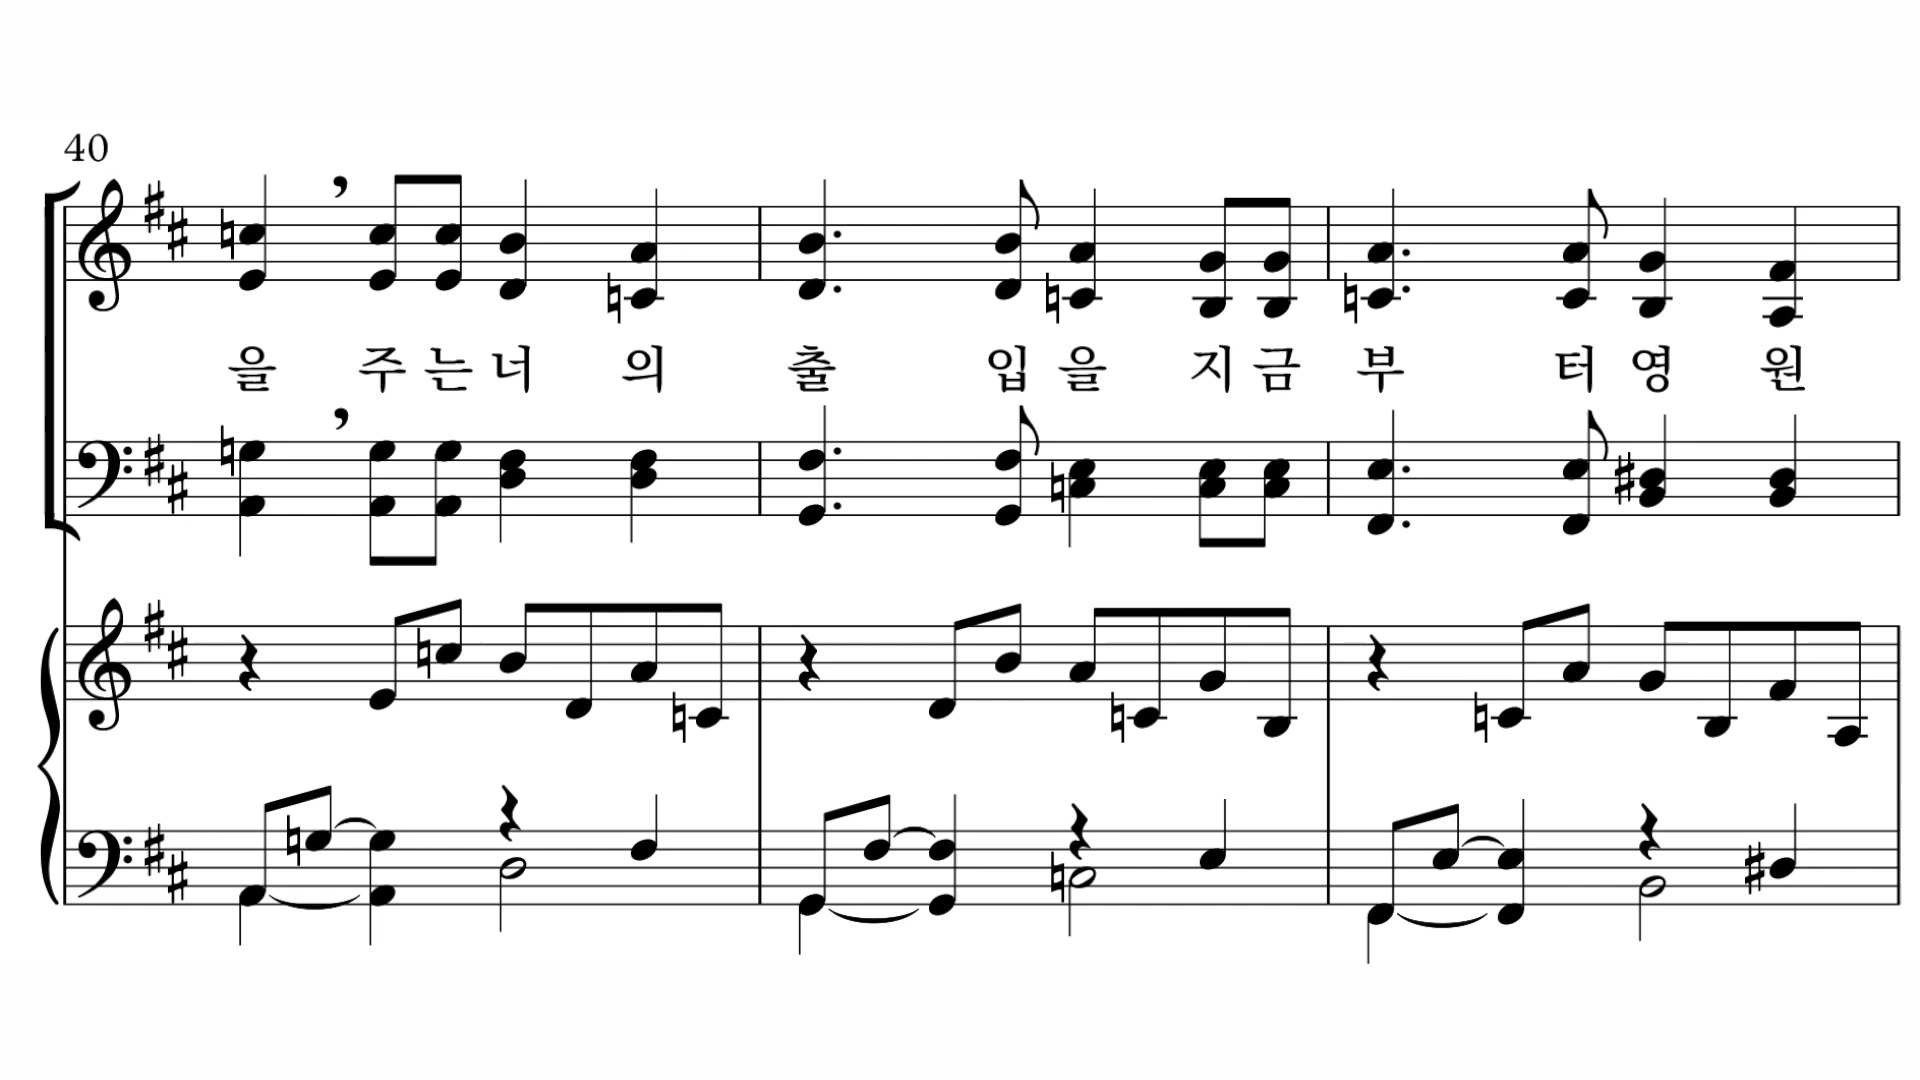 40
을 주 는 너 의 출 입 을 지 금 부 터 영 원